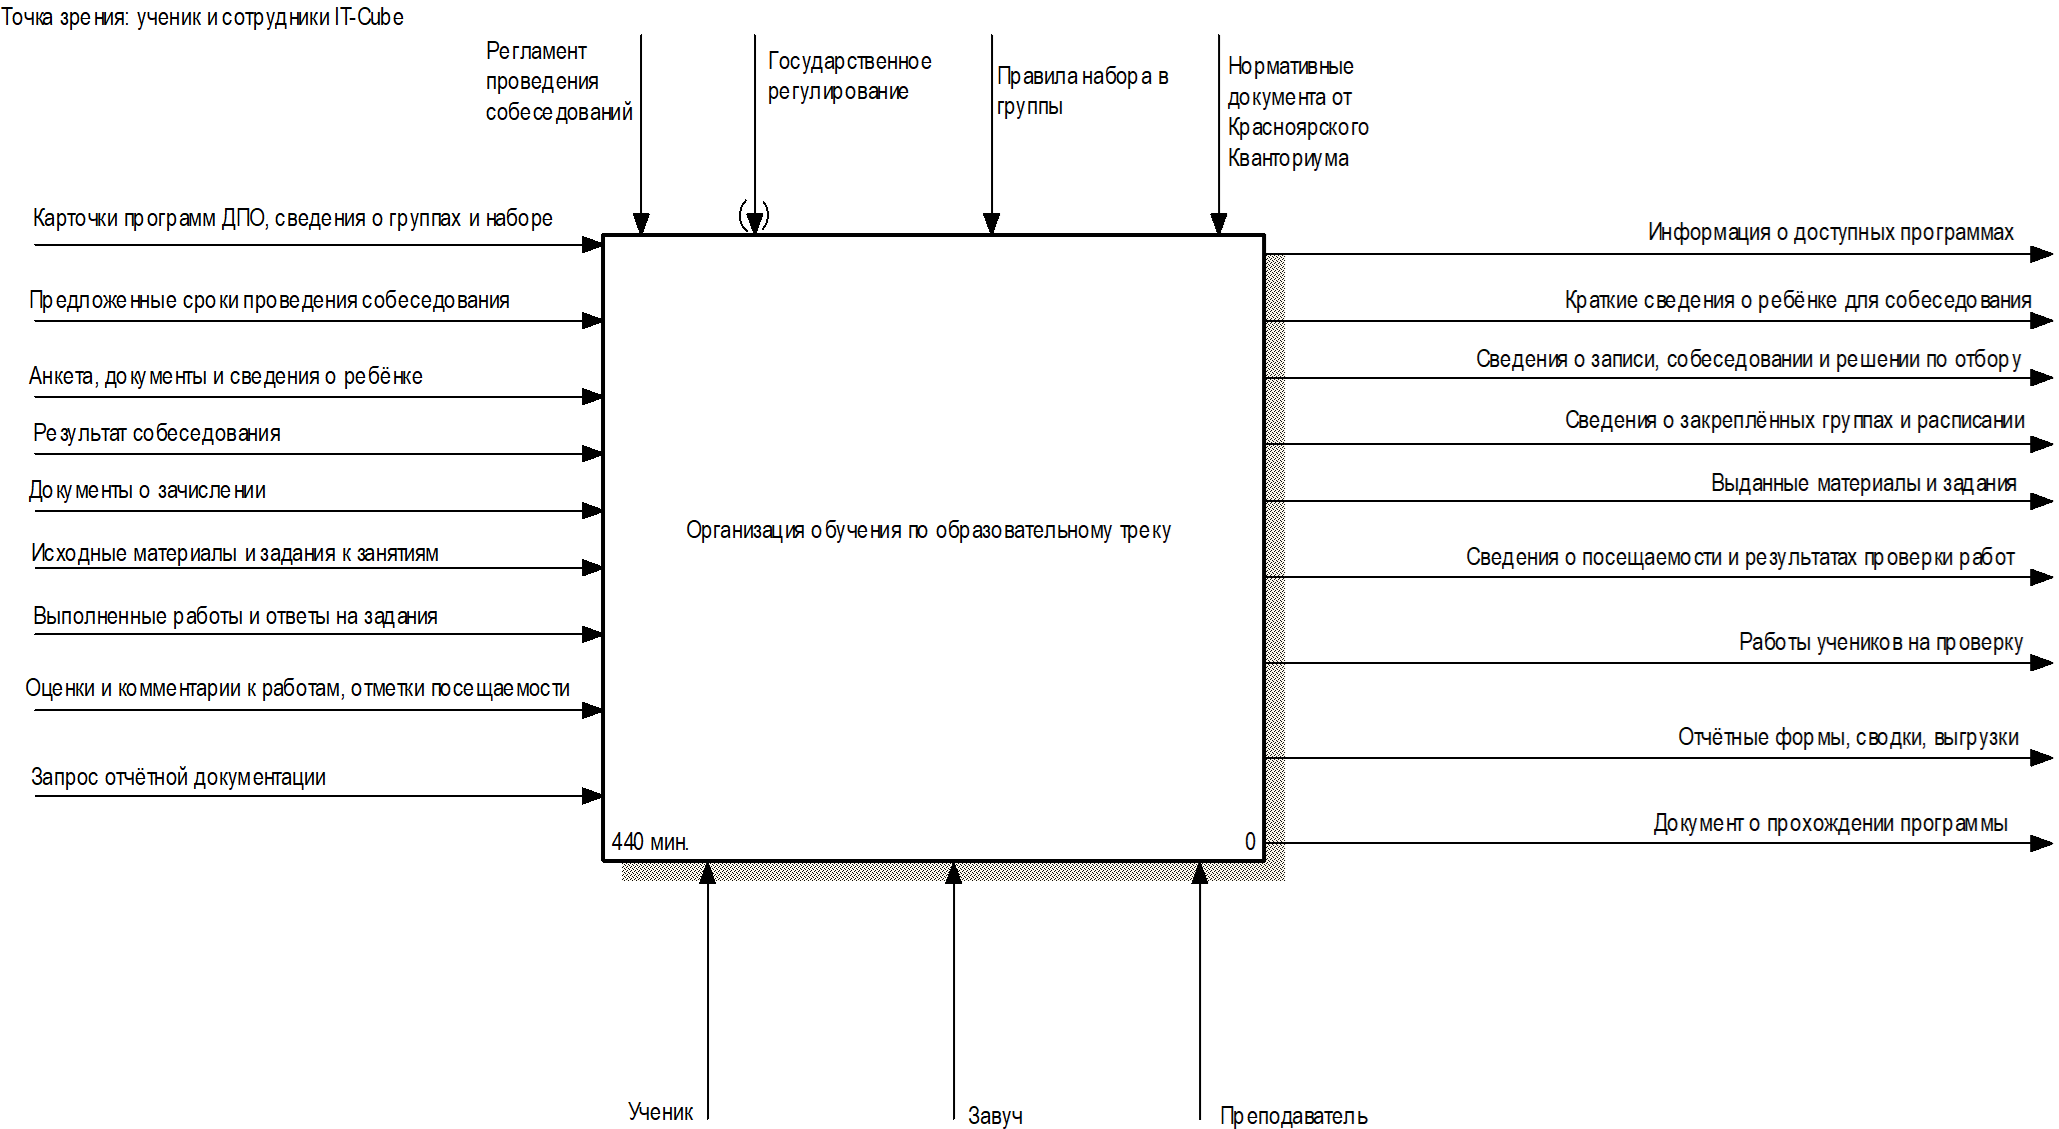 Точка зрения: ученик и сотрудники IT-Cube
Регламент
проведения
собеседований
Государственное
регулирование
Правила набора в
группы
Нормативные
документа от
Красноярского
Кванториума
Карточки программ ДПО, сведения о группах и наборе
Предложенные сроки проведения собеседования
Анкета, документы и сведения о ребёнке
Результат собеседования
Документы о зачислении
Исходные материалы и задания к занятиям
Выполненные работы и ответы на задания
Оценки и комментарии к работам, отметки посещаемости
Запрос отчётной документации
Организация обучения по образовательному треку
440 мин.
0
Информация о доступных программах
Краткие сведения о ребёнке для собеседования
Сведения о записи, собеседовании и решении по отбору
Сведения о закреплённых группах и расписании
Выданные материалы и задания
Сведения о посещаемости и результатах проверки работ
Работы учеников на проверку
Отчётные формы, сводки, выгрузки
Документ о прохождении программы
Ученик
Завуч
Преподаватель